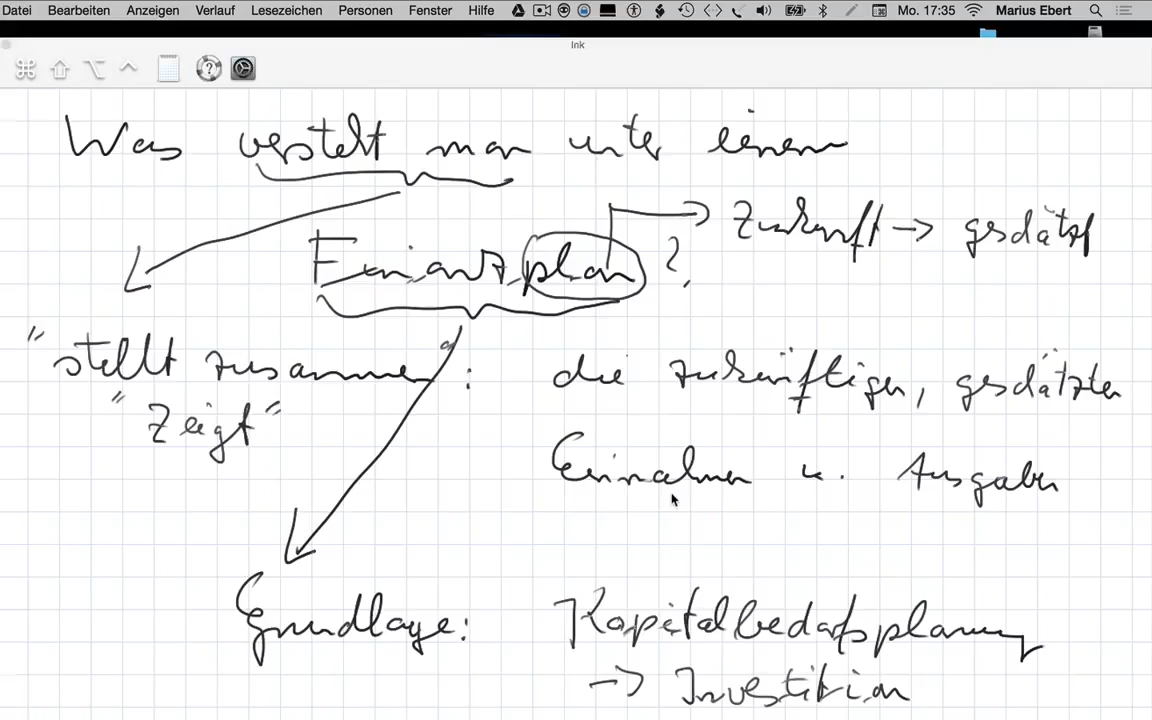 Datei Bearbeiten Anzeigen Verlauf Lesezeichen Personen Fenster Hilfe Mo. 17:35 Marius Ebert
Ink
Was versteht man unter einem
Zukunft → geschätzt
Finanzplan ?
"stellt zusammen : die zukünftigen, geschätzten
"Zeigt"
Einnahmen u. Ausgaben
Grundlage: Kapitalbedarfsplanung
→ Investition